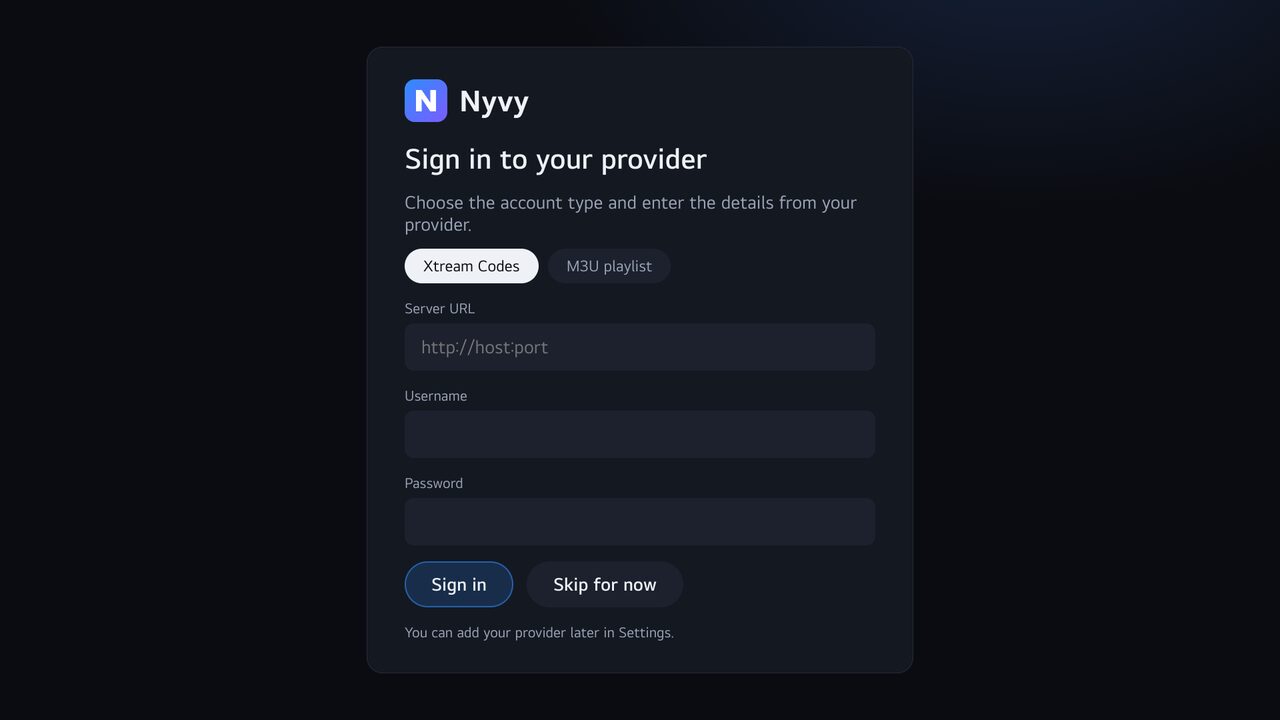 N Nyvy
Sign in to your provider
Choose the account type and enter the details from your
provider.
Xtream Codes M3U playlist
Server URL
http://host:port
Username
Password
Sign in Skip for now
You can add your provider later in Settings.